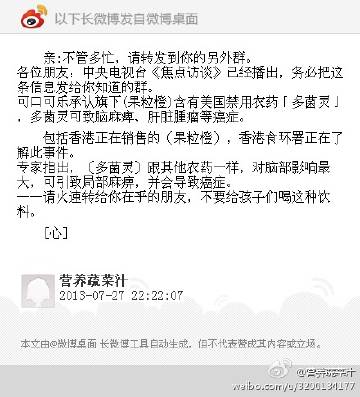 以下长微博发自微博桌面
亲:不管多忙，请转发到你的另外群。
各位朋友，中央电视台《焦点访谈》已经播出，务必把这
条信息发给你知道的群。
可口可乐承认旗下(果粒橙)含有美国禁用农药「多菌灵」
，多菌灵可致脑麻痺、肝脏腫瘤等癌症。
包括香港正在销售的（果粒橙），香港食环署正在了
解此事件。
专家指出，〔多菌灵〕跟其他农药一样，对脑部影响最
大，可引致局部麻痹，并会导致癌症。
一一请火速转给你在乎的朋友，不要给孩子们喝这种饮
料。
[心]
营养蔬菜汁
2013-07-27 22:22:07
本文由@微博桌面 长微博工具自动生成，但不代表赞成其内容或立场。
@营养蔬菜汁
weibo.com/u/3200134177